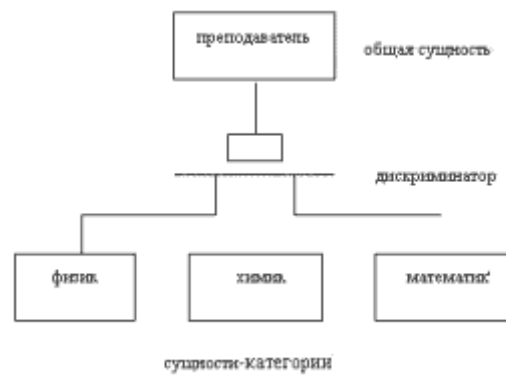 преподаватель
общая сущность
дискриминатор
физик
химик
математик
сущности-категории